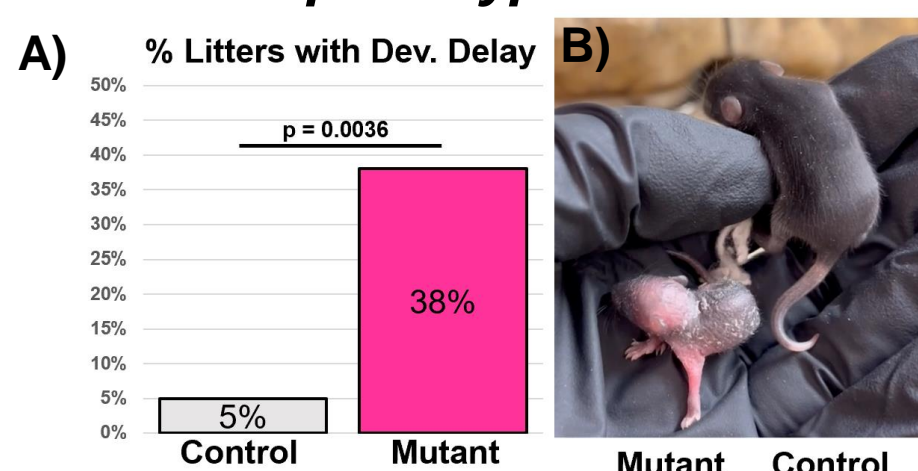 A)
% Litters with Dev. Delay
50%
45%
p = 0.0036
40%
35%
30%
25%
20%
38%
15%
10%
5%
5%
0%
Control Mutant
B)
Mutant Control